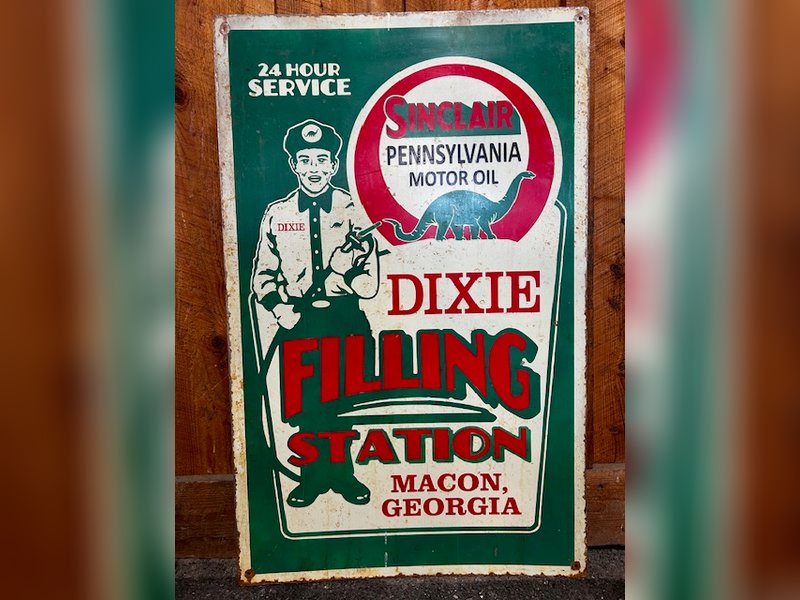 24 HOUR
SERVICE
SINCLAIR
PENNSYLVANIA
MOTOR OIL
DIXIE
DIXIE
FILLING
STATION
MACON,
GEORGIA